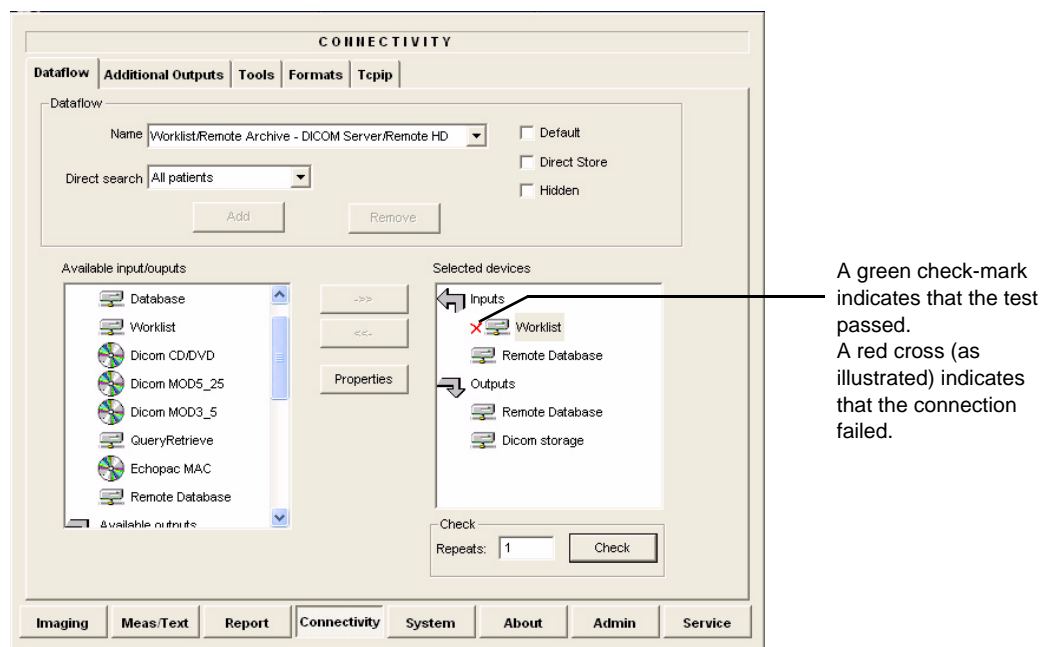 CONNECTIVITY
Dataflow Additional Outputs Tools Formats Tcpip
Dataflow
Name Worklist/Remote Archive - DICOM Server/Remote HD
Default
Direct Store
Direct search All patients
Hidden
Add Remove
Available input/ouputs
Database
Worklist
Dicom CD/DVD
Dicom MOD5_25
Dicom MOD3_5
QueryRetrieve
Echopac MAC
Remote Database
Available outputs
->>
<<-
Properties
Selected devices
Inputs
Worklist
Remote Database
Outputs
Remote Database
Dicom storage
Check
Repeats: 1 Check
A green check-mark
indicates that the test
passed.
A red cross (as
illustrated) indicates
that the connection
failed.
Imaging Meas/Text Report Connectivity System About Admin Service